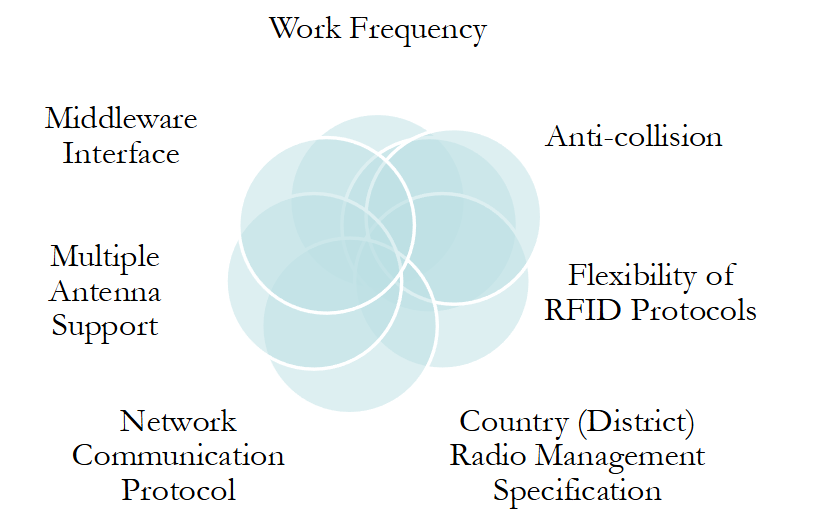 Work Frequency
Middleware
Interface
Anti-collision
Multiple
Antenna
Support
Flexibility of
RFID Protocols
Network
Communication
Protocol
Country (District)
Radio Management
Specification